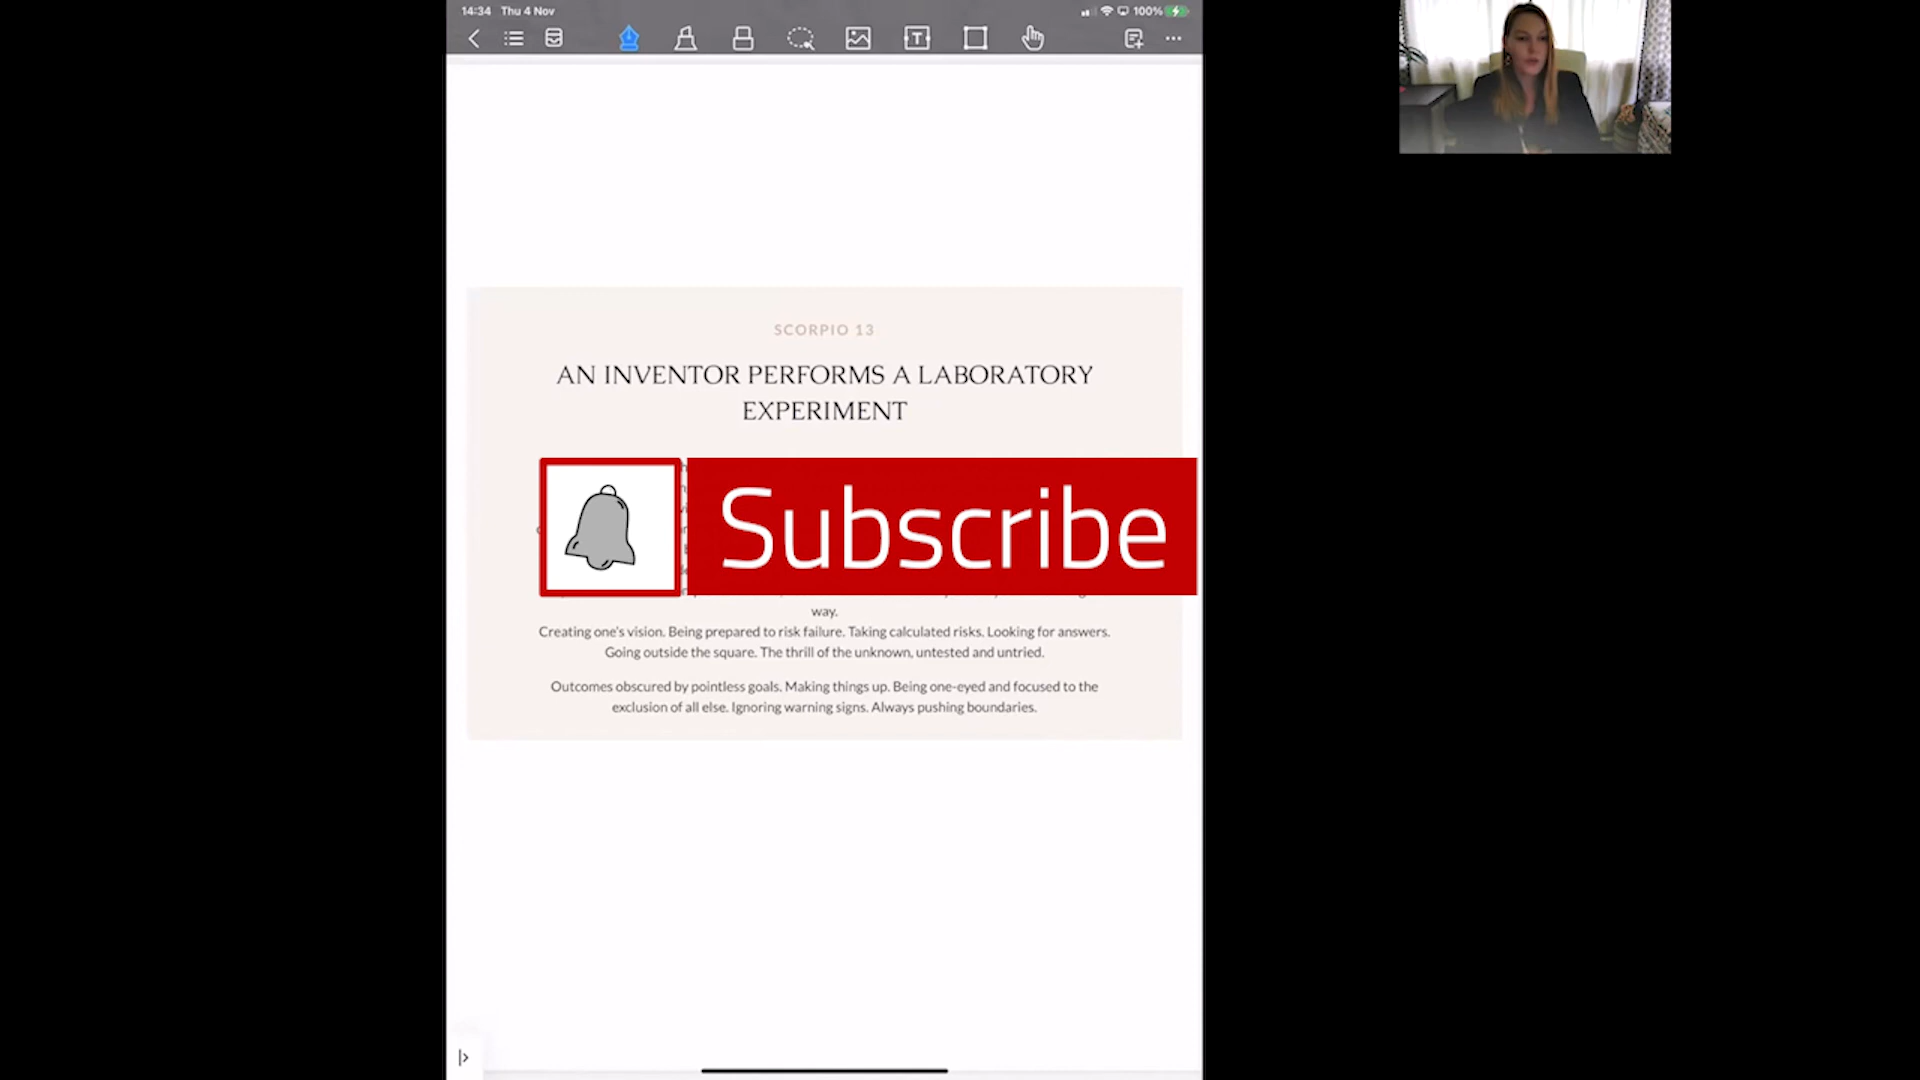 14:34 Thu 4 Nov
100%
T
SCORPIO 13
AN INVENTOR PERFORMS A LABORATORY
EXPERIMENT
Subscribe
way.
Creating one's vision. Being prepared to risk failure. Taking calculated risks. Looking for answers.
Going outside the square. The thrill of the unknown, untested and untried.
Outcomes obscured by pointless goals. Making things up. Being one-eyed and focused to the
exclusion of all else. Ignoring warning signs. Always pushing boundaries.